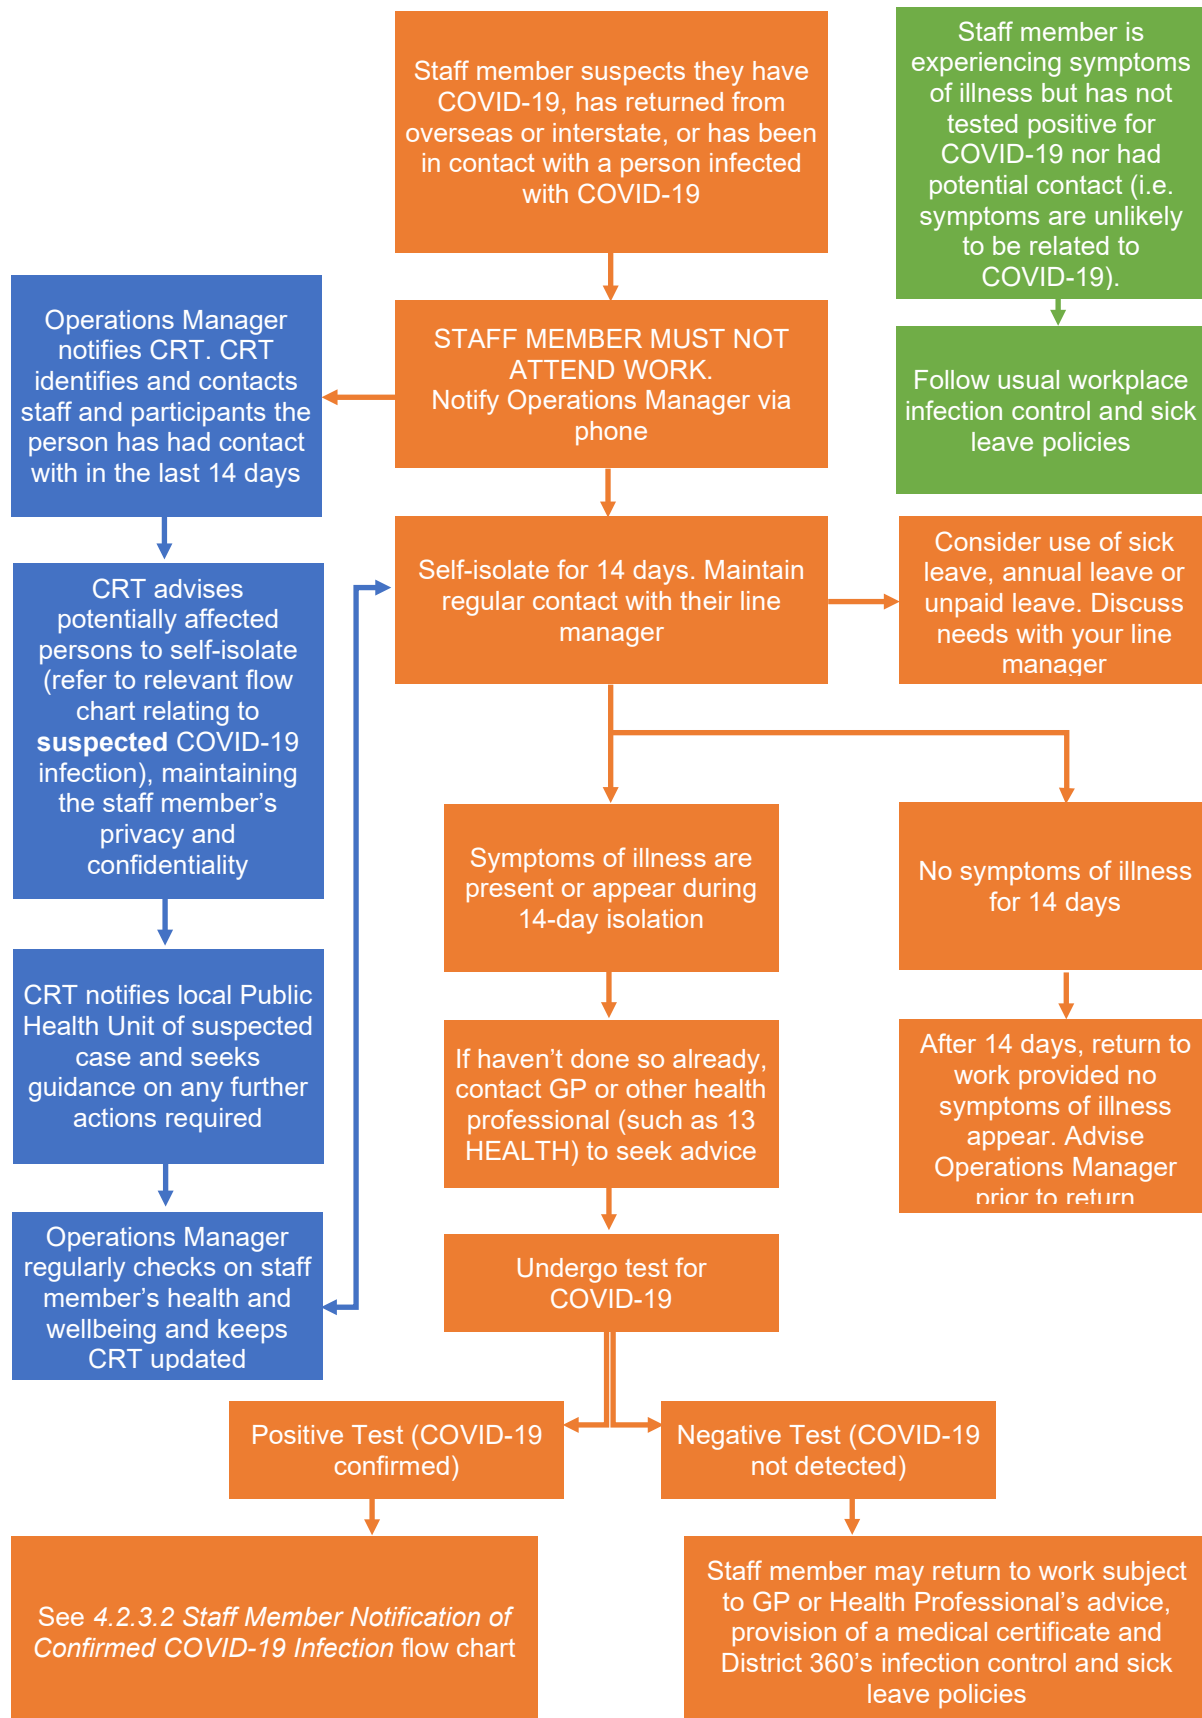 Staff member suspects they have
COVID-19, has returned from
overseas or interstate, or has been
in contact with a person infected
with COVID-19
Staff member is
experiencing symptoms
of illness but has not
tested positive for
COVID-19 nor had
potential contact (i.e.
symptoms are unlikely
to be related to
COVID-19).
Operations Manager
notifies CRT. CRT
identifies and contacts
staff and participants the
person has had contact
with in the last 14 days
STAFF MEMBER MUST NOT
ATTEND WORK.
Notify Operations Manager via
phone
Follow usual workplace
infection control and sick
leave policies
CRT advises
potentially affected
persons to self-isolate
(refer to relevant flow
chart relating to
suspected COVID-19
infection), maintaining
the staff member's
privacy and
confidentiality
Self-isolate for 14 days. Maintain
regular contact with their line
manager
Consider use of sick
leave, annual leave or
unpaid leave. Discuss
needs with your line
manager
Symptoms of illness are
present or appear during
14-day isolation
No symptoms of illness
for 14 days
CRT notifies local Public
Health Unit of suspected
case and seeks
guidance on any further
actions required
If haven't done so already,
contact GP or other health
professional (such as 13
HEALTH) to seek advice
After 14 days, return to
work provided no
symptoms of illness
appear. Advise
Operations Manager
prior to return
Operations Manager
regularly checks on staff
member's health and
wellbeing and keeps
CRT updated
Undergo test for
COVID-19
Positive Test (COVID-19
confirmed)
Negative Test (COVID-19
not detected)
See 4.2.3.2 Staff Member Notification of
Confirmed COVID-19 Infection flow chart
Staff member may return to work subject
to GP or Health Professional's advice,
provision of a medical certificate and
District 360's infection control and sick
leave policies